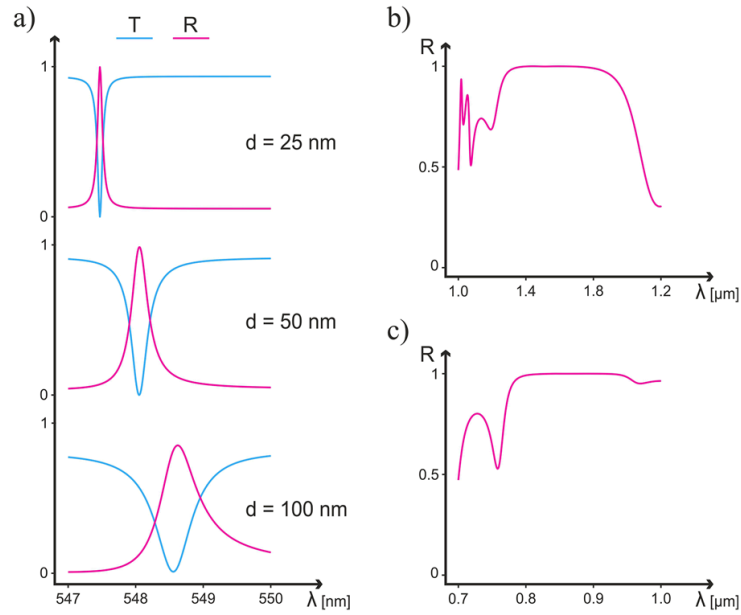 a)
T R
1
d = 25 nm
0
1
d = 50 nm
0
1
d = 100 nm
0
547 548 549 550 λ [nm]
b)
R
1
0.5
0
1.0 1.4 1.8 1.2 λ [µm]
c)
R
1
0.5
0
0.7 0.8 0.9 1.0 λ [µm]